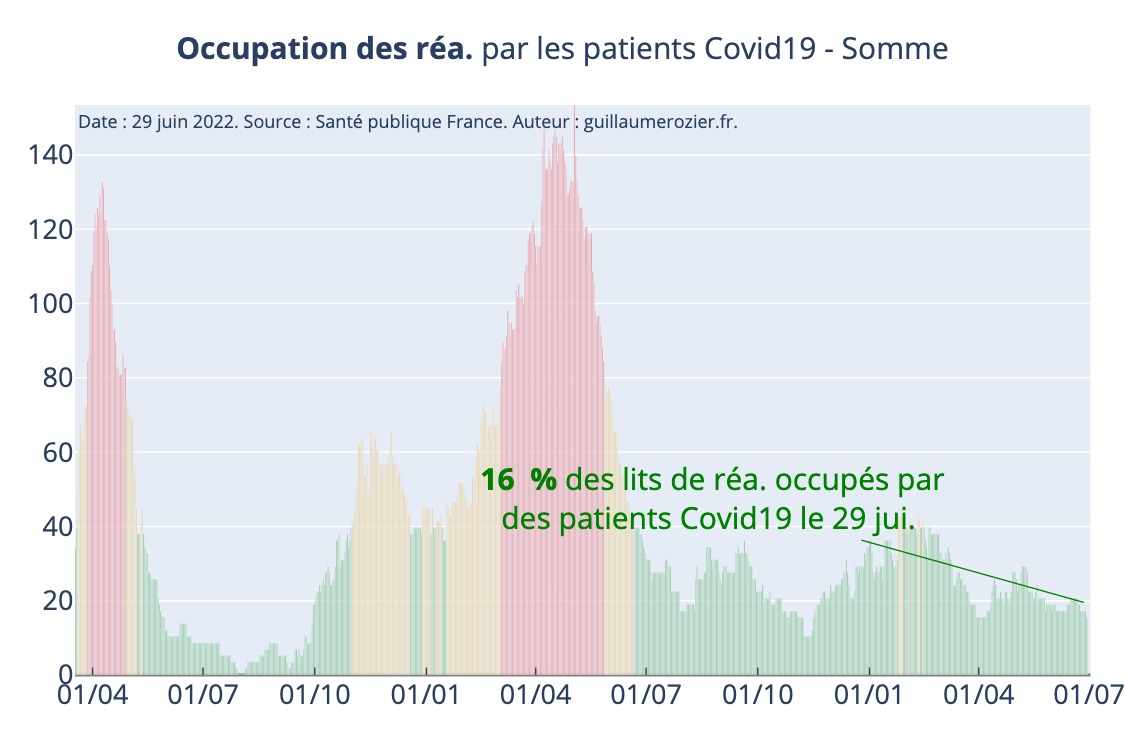 Occupation des réa. par les patients Covid19 - Somme
Date : 29 juin 2022. Source : Santé publique France. Auteur : guillaumerozier.fr.
140
120
100
80
60
16 % des lits de réa. occupés par
des patients Covid19 le 29 jui.
40
20
0
01/04 01/07 01/10 01/01 01/04 01/07 01/10 01/01 01/04 01/07